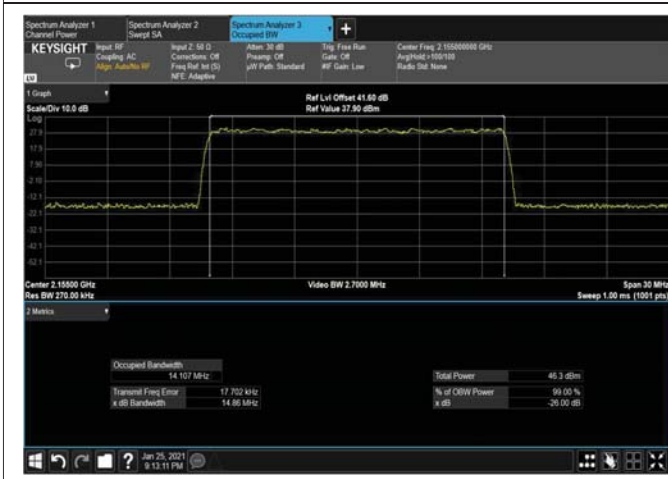 Spectrum Analyzer 1
Channel Power
Spectrum Analyzer 2
Swept SA
Spectrum Analyzer 3
Occupied BW
KEYSIGHT
Input: RF
Coupling: AC
Align: Auto/No RF
Input Z: 50 Ω
Corrections: Off
Freq Ref: Int (S)
NFE: Adaptive
Atten: 30 dB
Preamp: Off
µW Path: Standard
Trig: Free Run
Gate: Off
#IF Gain: Low
Center Freq: 2.155000000 GHz
Avg|Hold:>100/100
Radio Std: None
LVI
1 Graph
Scale/Div 10.0 dB
Ref Lvl Offset 41.60 dB
Ref Value 37.90 dBm
Log
27.9
17.9
7.90
-2.10
-12.1
-22.1
-32.1
-42.1
-52.1
Center 2.15500 GHz
Res BW 270.00 kHz
Video BW 2.7000 MHz
Span 30 MHz
Sweep 1.00 ms (1001 pts)
2 Metrics
Occupied Bandwidth
14.107 MHz
Transmit Freq Error 17.702 kHz
x dB Bandwidth 14.86 MHz
Total Power 46.3 dBm
% of OBW Power 99.00 %
x dB -26.00 dB
Jan 25, 2021
9:13:11 PM